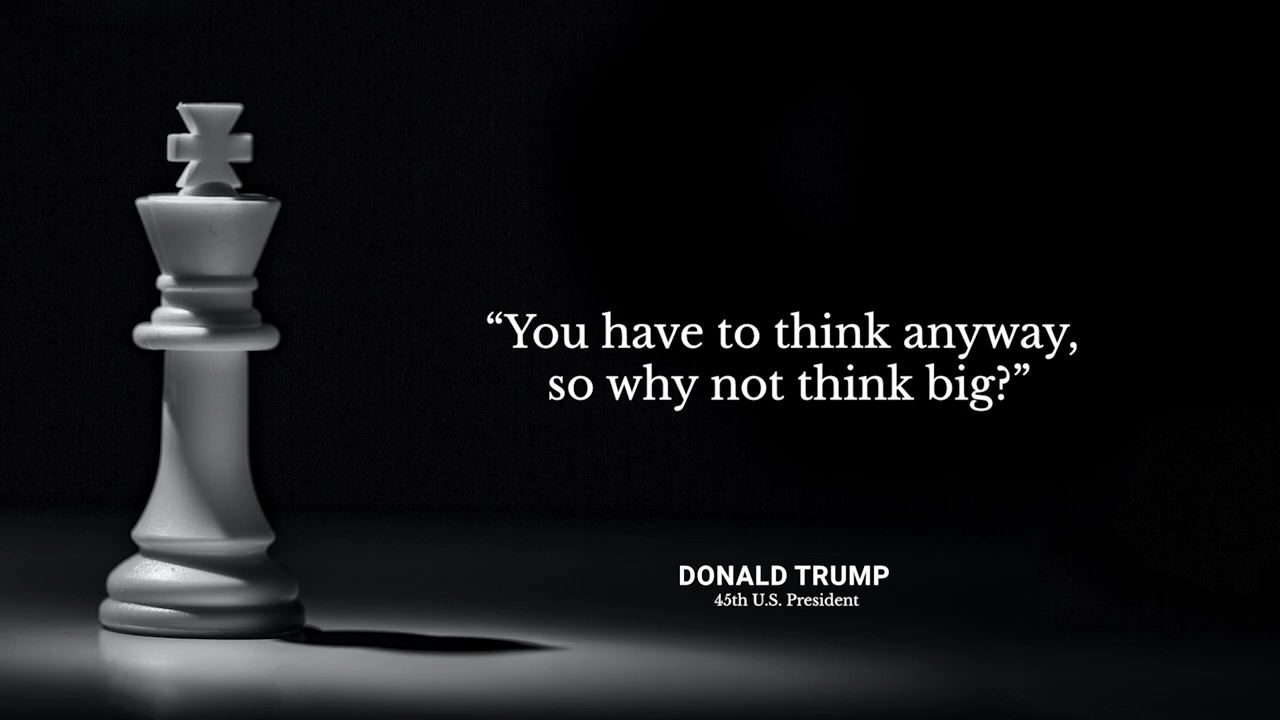 “You have to think anyway,
so why not think big?”
DONALD TRUMP
45th U.S. President